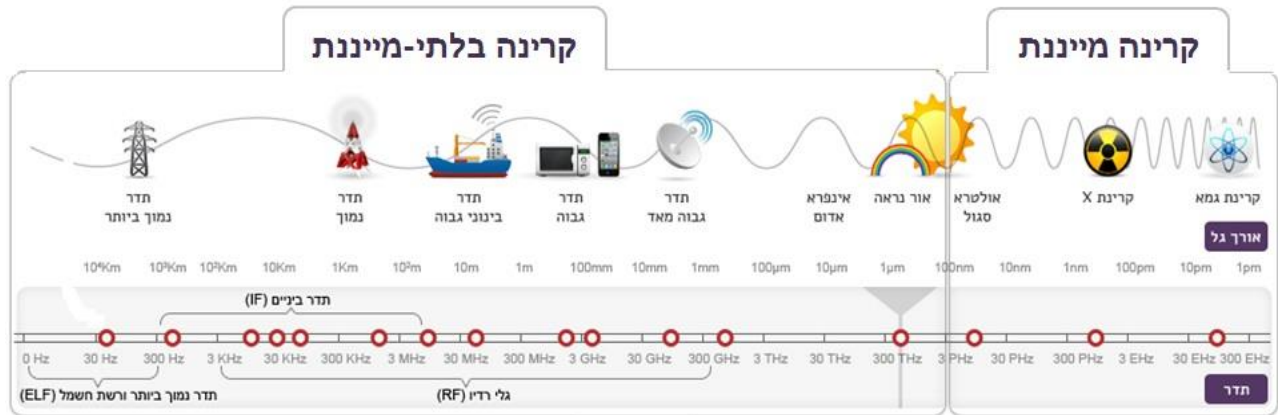 קרינה בלתי-מייננת
קרינה מייננת
תדר
נמוך ביותר
תדר
נמוך
תדר
בינוני גבוה
תדר
גבוה
תדר
גבוה מאד
אינפרא
אדום
אור נראה
אולטרא
סגול
קרינת X
קרינת גמא
אורך גל
10⁴Km 10³Km 10²Km 10Km 1Km 10²m 10m 1m 100mm 10mm 1mm 100µm 10µm 1µm 100nm 10nm 1nm 100pm 10pm 1pm
תדר ביניים (IF)
0 Hz 30 Hz 300 Hz 3 KHz 30 KHz 300 KHz 3 MHz 30 MHz 300 MHz 3 GHz 30 GHz 300 GHz 3 THz 30 THz 300 THz 3 PHz 30 PHz 300 PHz 3 EHz 30 EHz 300 EHz
תדר נמוך ביותר ורשת חשמל (ELF)
גלי רדיו (RF)
תדר